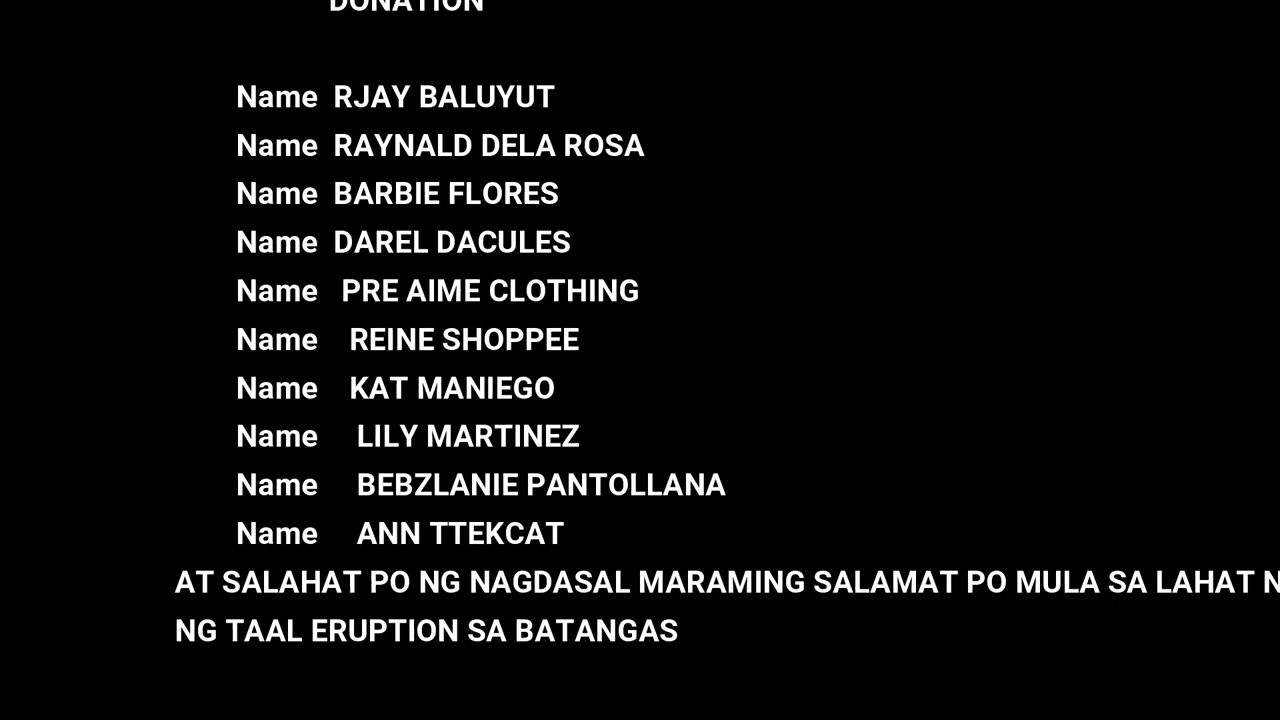 DONATION
Name RJAY BALUYUT
Name RAYNALD DELA ROSA
Name BARBIE FLORES
Name DAREL DACULES
Name PRE AIME CLOTHING
Name REINE SHOPPEE
Name KAT MANIEGO
Name LILY MARTINEZ
Name BEBZLANIE PANTOLLANA
Name ANN TTEKCAT
AT SALAHAT PO NG NAGDASAL MARAMING SALAMAT PO MULA SA LAHAT
NG TAAL ERUPTION SA BATANGAS